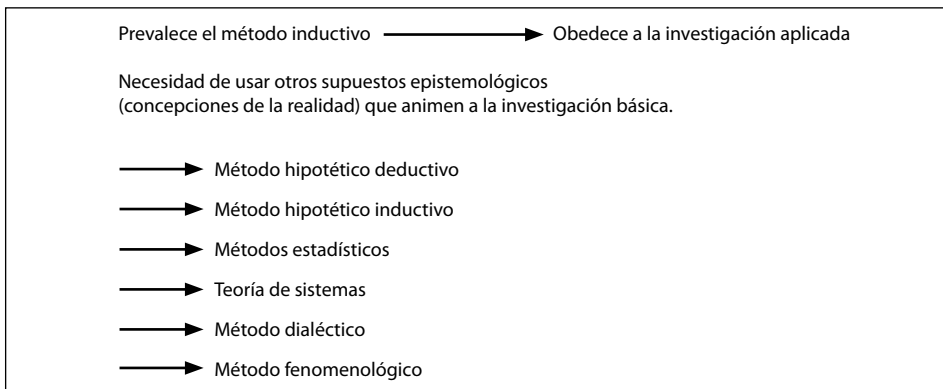 Prevalece el método inductivo Obedece a la investigación aplicada
Necesidad de usar otros supuestos epistemológicos
(concepciones de la realidad) que animen a la investigación básica.
Método hipotético deductivo
Método hipotético inductivo
Métodos estadísticos
Teoría de sistemas
Método dialéctico
Método fenomenológico